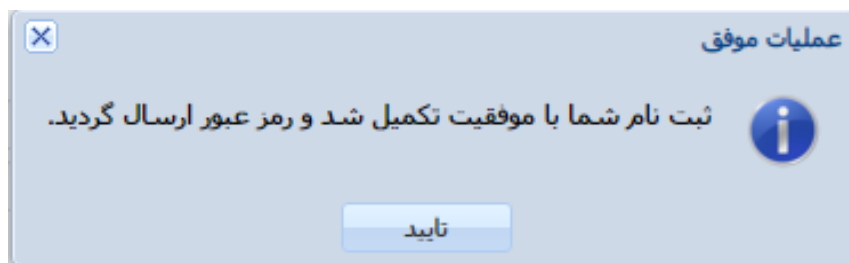 عملیات موفق
ثبت نام شما با موفقیت تکمیل شد و رمز عبور ارسال گردید.
تایید